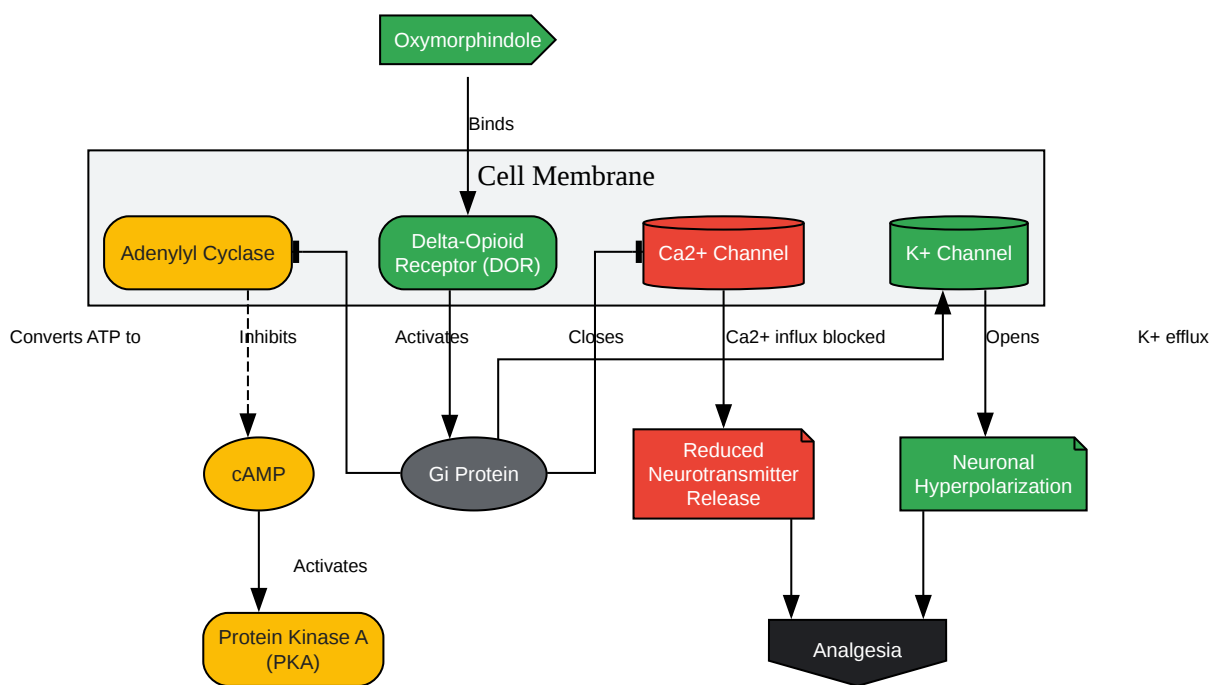 Oxymorphindole
Binds
Cell Membrane
Adenylyl Cyclase
Delta-Opioid
Receptor (DOR)
Ca2+ Channel
K+ Channel
Converts ATP to
Inhibits
Activates
Closes
Ca2+ influx blocked
Opens
K+ efflux
cAMP
Gi Protein
Reduced
Neurotransmitter
Release
Neuronal
Hyperpolarization
Activates
Protein Kinase A
(PKA)
Analgesia